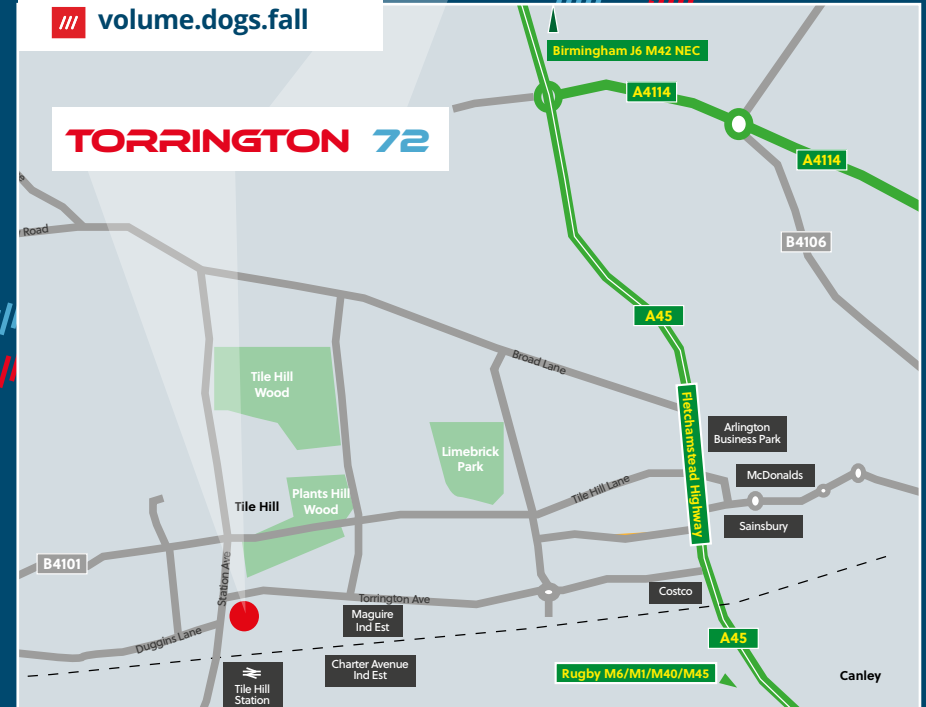 volume.dogs.fall
Birmingham J6 M42 NEC
A4114
TORRINGTON 72
A4114
Road
B4106
A45
Broad Lane
Tile Hill
Wood
Fletchamstead Highway
Arlington
Business Park
Limebrick
Park
McDonalds
Tile Hill Lane
Plants Hill
Wood
Tile Hill
Sainsbury
B4101
Station Ave
Costco
Torrington Ave
Maguire
Ind Est
Duggins Lane
A45
Charter Avenue
Ind Est
Rugby M6/M1/M40/M45
Canley
Tile Hill
Station